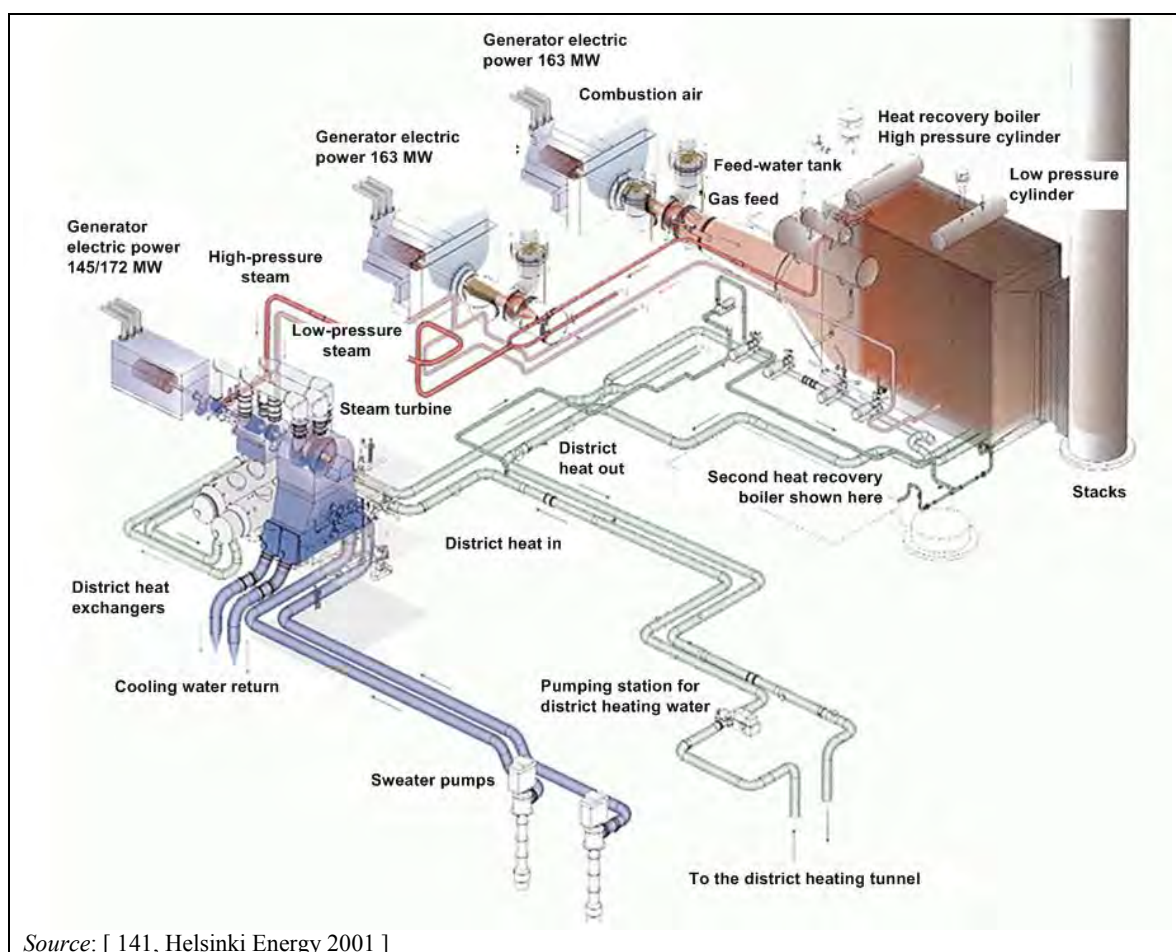 Generator electric
power 163 MW
Combustion air
Generator electric
power 163 MW
Heat recovery boiler
High pressure cylinder
Feed-water tank
Low pressure
cylinder
Gas feed
Generator
electric power
145/172 MW
High-pressure
steam
Low-pressure
steam
Steam turbine
District
heat out
Second heat recovery
boiler shown here
Stacks
District heat in
District heat
exchangers
Cooling water return
Pumping station for
district heating water
Sweater pumps
To the district heating tunnel
Source: [ 141, Helsinki Energy 2001 ]